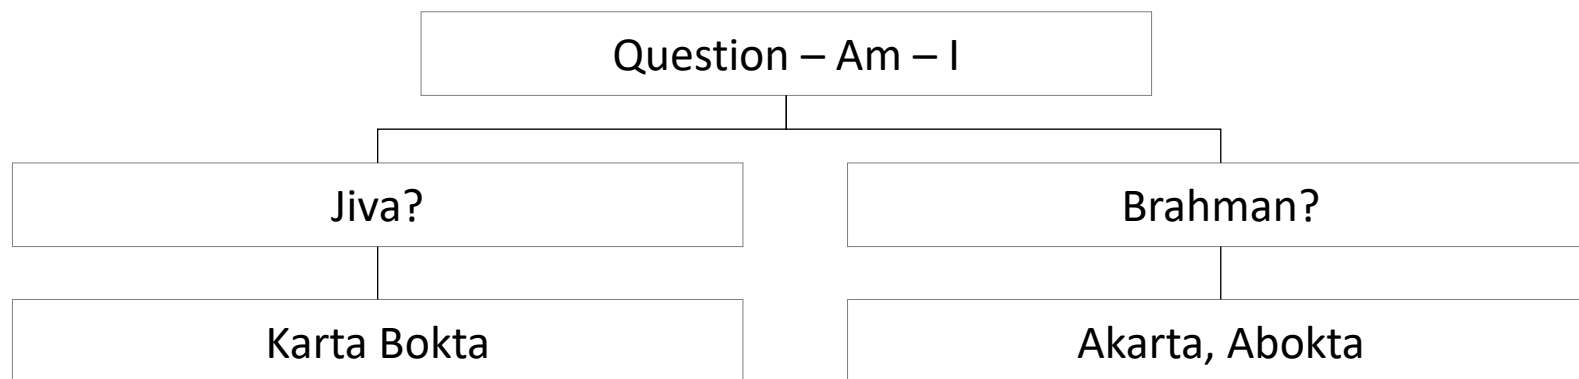 Question – Am – I
Jiva?
Brahman?
Karta Bokta
Akarta, Abokta